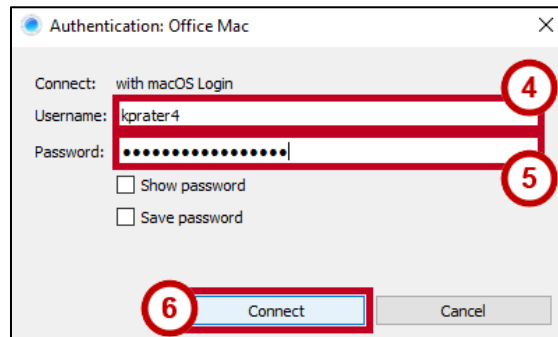 Authentication: Office Mac
Connect: with macOS Login
4
Username: kprater4
Password: •••••••••••••••••
5
Show password
Save password
6
Connect Cancel